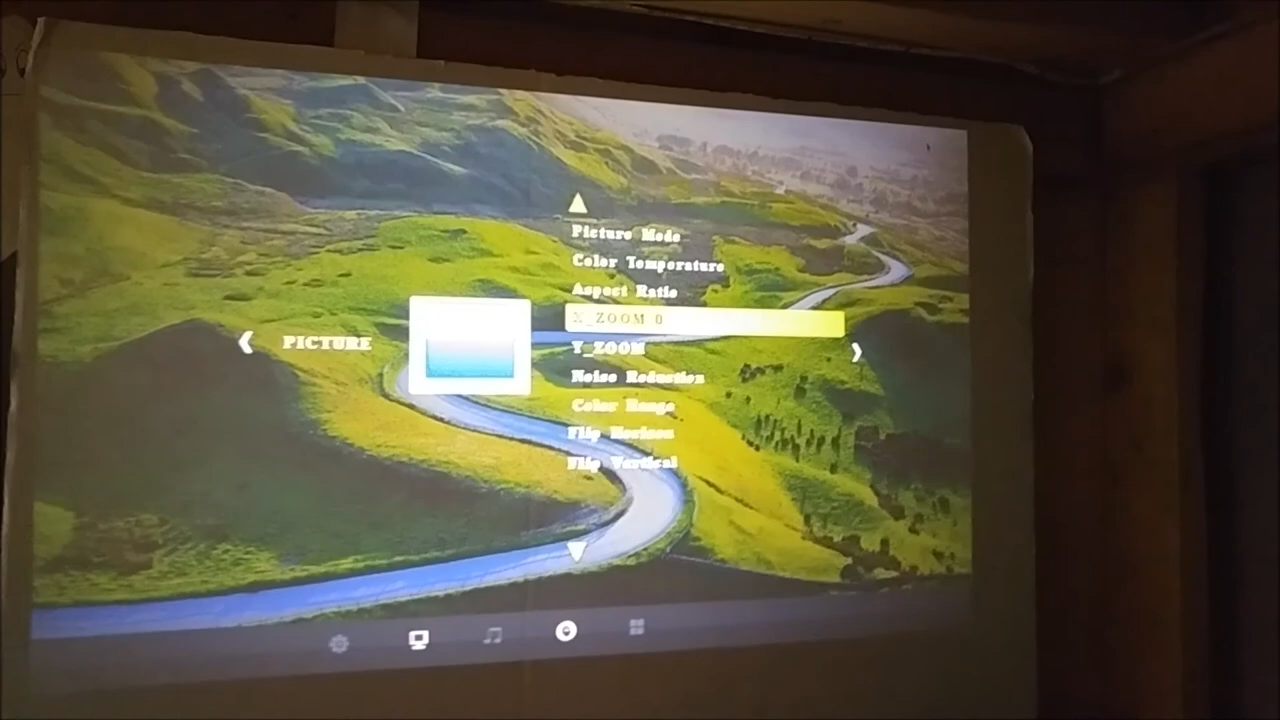 Picture Mode
Color Temperature
Aspect Ratio
X_ZOOM 0
PICTURE
Y_ZOOM
Noise Reduction
Color Range
Flip Horizon
Flip Vertical